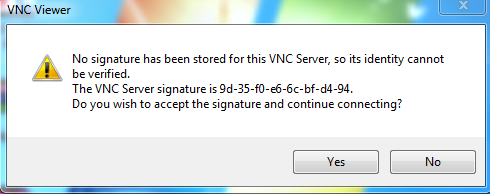 VNC Viewer
No signature has been stored for this VNC Server, so its identity cannot
be verified.
The VNC Server signature is 9d-35-f0-e6-6c-bf-d4-94.
Do you wish to accept the signature and continue connecting?
Yes No